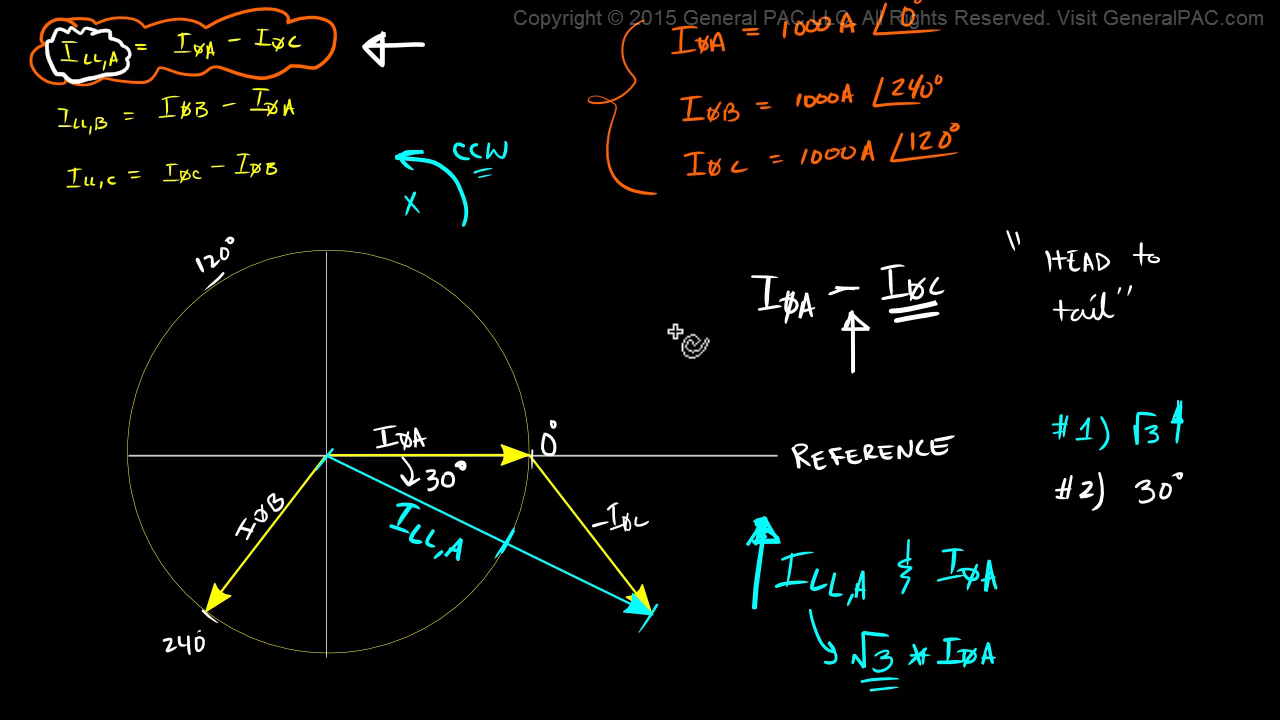 Copyright © 2015 General PAC LLC, All Rights Reserved. Visit GeneralPAC.com
I LL,A = IØA - IØC
IØA = 1000A ∠0°
ILL,B = IØB - IØA
IØB = 1000A ∠240°
ILL,C = IØC - IØB
IØC = 1000A ∠120°
CCW
X
120°
IØA - IØC
"HEAD to
tail"
IØA
0°
30°
REFERENCE
#1) √3 ↑
#2) 30°
IØB
ILL,A
-IØC
240°
ILL,A & IØA
√3 * IØA